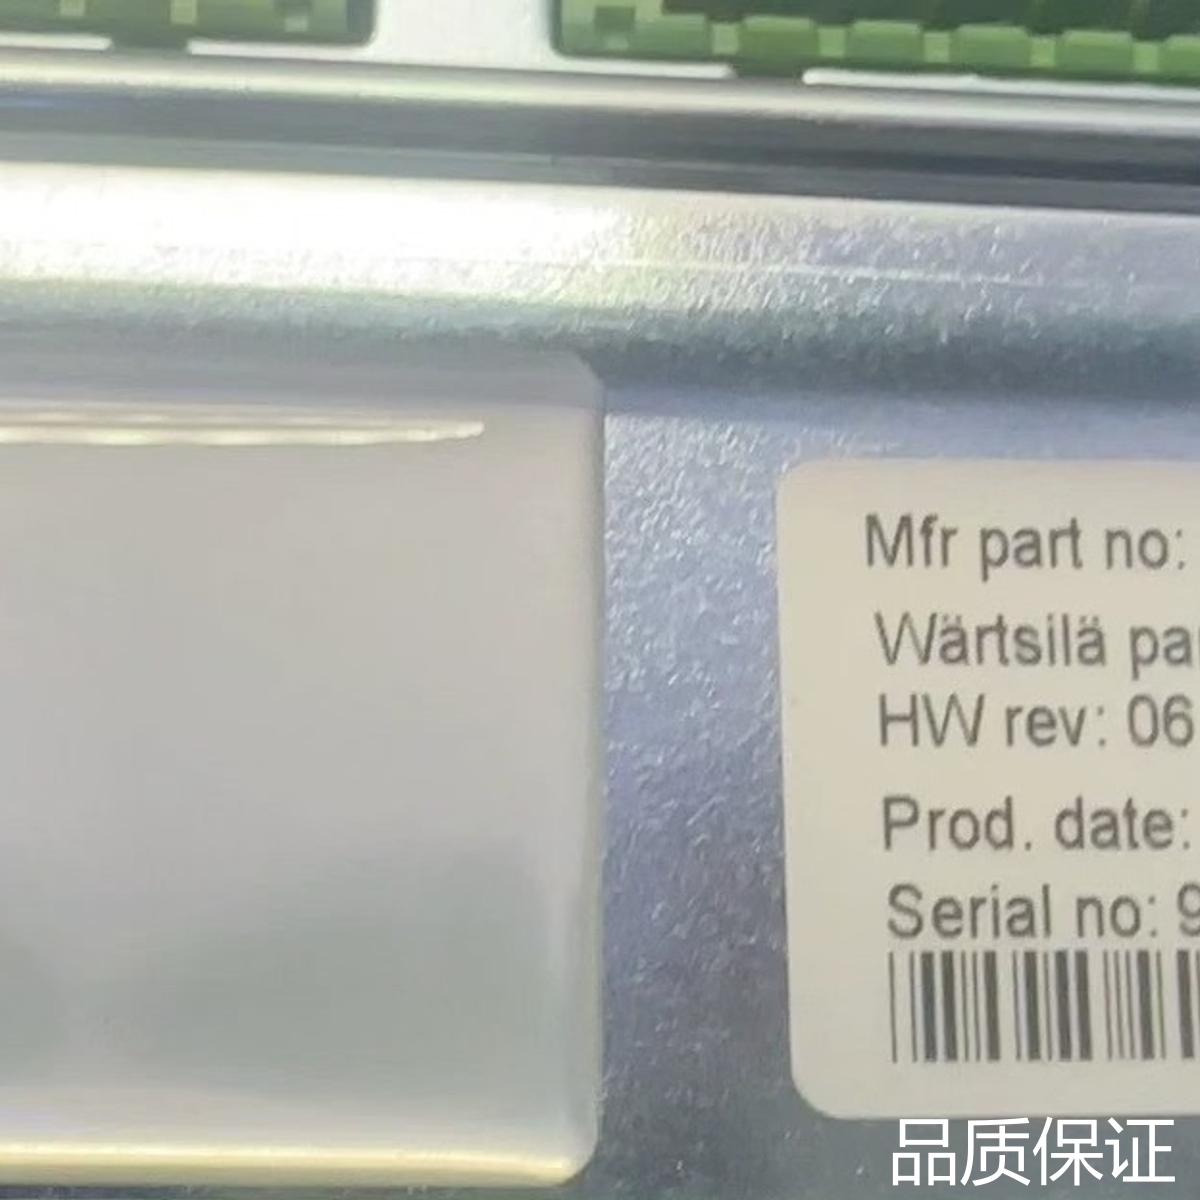 Mfr part no:
Wärtsilä pa
HW rev: 06
Prod. date:
Serial no: 9
品质保证